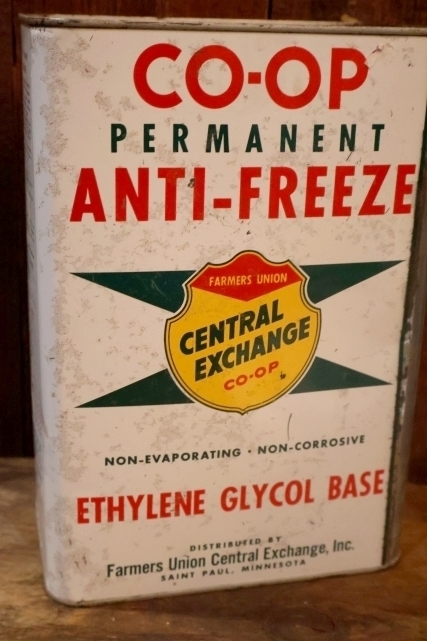 CO-OP
PERMANENT
ANTI-FREEZE
FARMERS UNION
CENTRAL
EXCHANGE
CO-OP
NON-EVAPORATING • NON-CORROSIVE
ETHYLENE GLYCOL BASE
DISTRIBUTED BY
Farmers Union Central Exchange, Inc.
SAINT PAUL, MINNESOTA